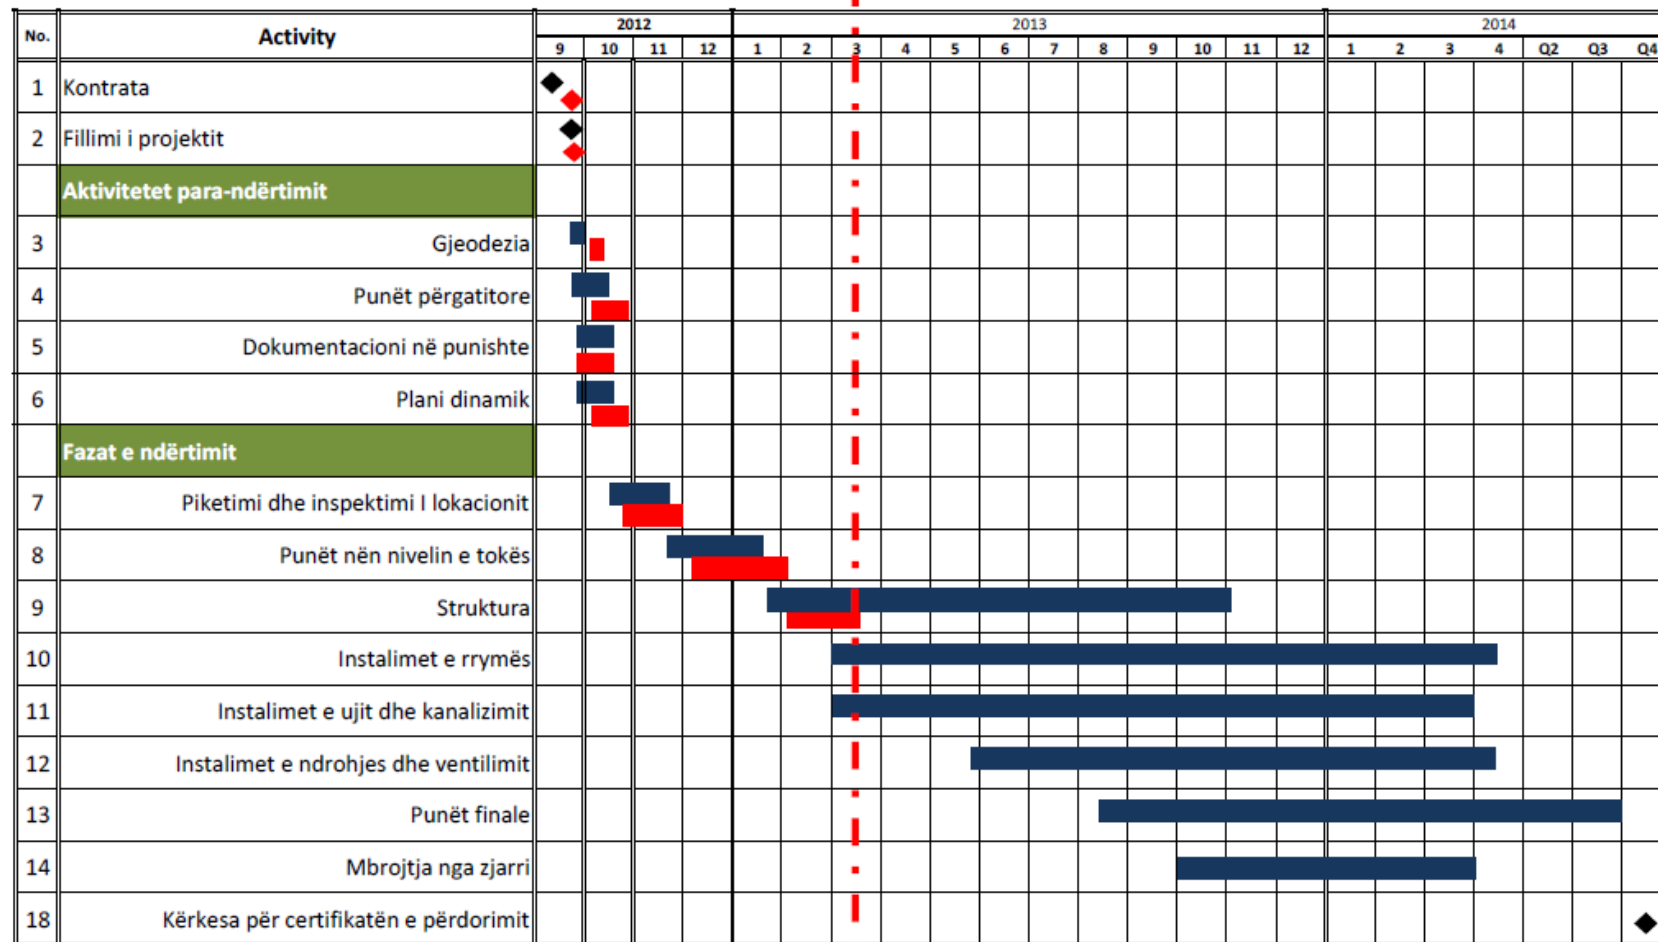 No. Activity 2012 2013 2014
9 10 11 12 1 2 3 4 5 6 7 8 9 10 11 12 1 2 3 4 Q2 Q3 Q4
1 Kontrata
2 Fillimi i projektit
Aktivitetet para-ndërtimit
3 Gjeodezia
4 Punët përgatitore
5 Dokumentacioni në punishte
6 Plani dinamik
Fazat e ndërtimit
7 Piketimi dhe inspektimi I lokacionit
8 Punët nën nivelin e tokës
9 Struktura
10 Instalimet e rrymës
11 Instalimet e ujit dhe kanalizimit
12 Instalimet e ndrohjes dhe ventilimit
13 Punët finale
14 Mbrojtja nga zjarri
18 Kërkesa për certifikatën e përdorimit